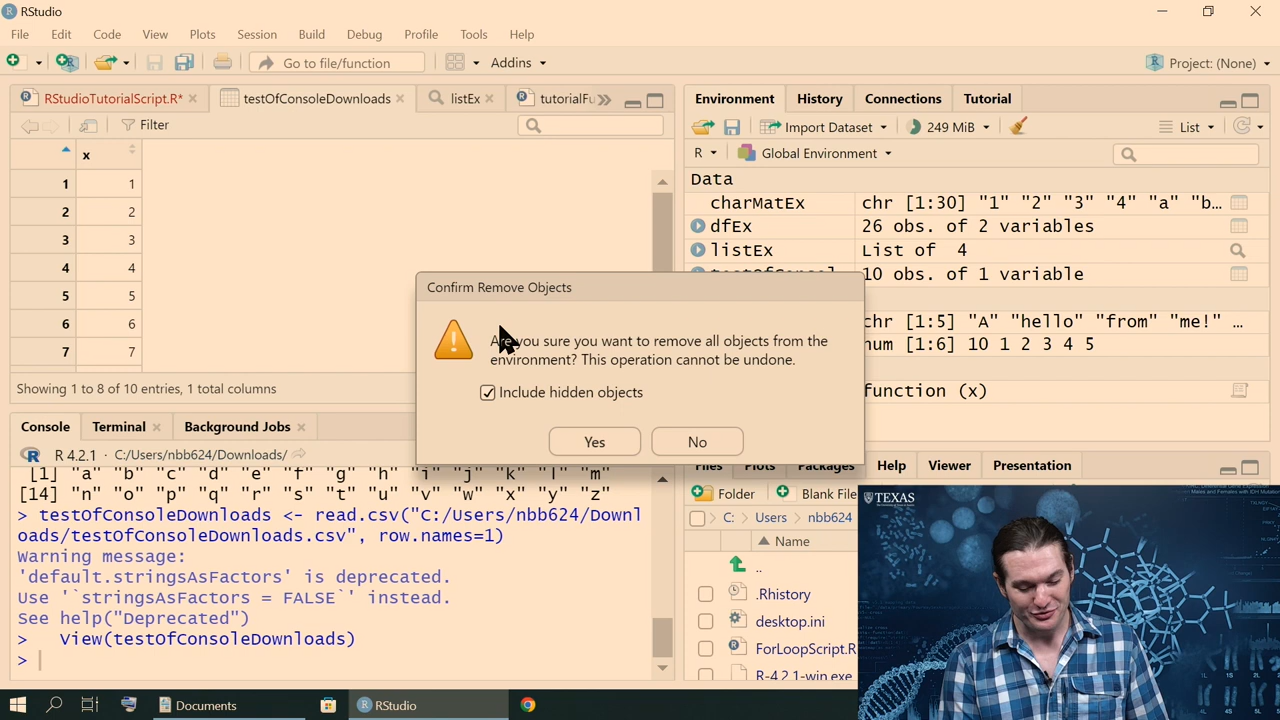 RStudio
File Edit Code View Plots Session Build Debug Profile Tools Help
Go to file/function Addins Project: (None)
RStudioTutorialScript.R* testOfConsoleDownloads listEx tutorialFu
Filter
x
1 1
2 2
3 3
4 4
5 5
6 6
7 7
Showing 1 to 8 of 10 entries, 1 total columns
Console Terminal Background Jobs
R 4.2.1 · C:/Users/nbb624/Downloads/
[1] "a" "b" "c" "d" "e" "f" "g" "h" "i" "j" "k" "l" "m"
[14] "n" "o" "p" "q" "r" "s" "t" "u" "v" "w" "x" "y" "z"
> testOfConsoleDownloads <- read.csv("C:/Users/nbb624/Downl
oads/testOfConsoleDownloads.csv", row.names=1)
Warning message:
'default.stringsAsFactors' is deprecated.
Use '`stringsAsFactors = FALSE`' instead.
See help("Deprecated")
> View(testOfConsoleDownloads)
>
Environment History Connections Tutorial
Import Dataset 249 MiB List
R Global Environment
Data
charMatEx chr [1:30] "1" "2" "3" "4" "a" "b…
dfEx 26 obs. of 2 variables
listEx List of 4
10 obs. of 1 variable
chr [1:5] "A" "hello" "from" "me!" …
num [1:6] 10 1 2 3 4 5
function (x)
Confirm Remove Objects
Are you sure you want to remove all objects from the
environment? This operation cannot be undone.
Include hidden objects
Yes No
Files Plots Packages Help Viewer Presentation
Folder Blank File
C: Users nbb624
Name
..
.Rhistory
desktop.ini
ForLoopScript.R
R-4.2.1-win.exe
TEXAS
Documents RStudio